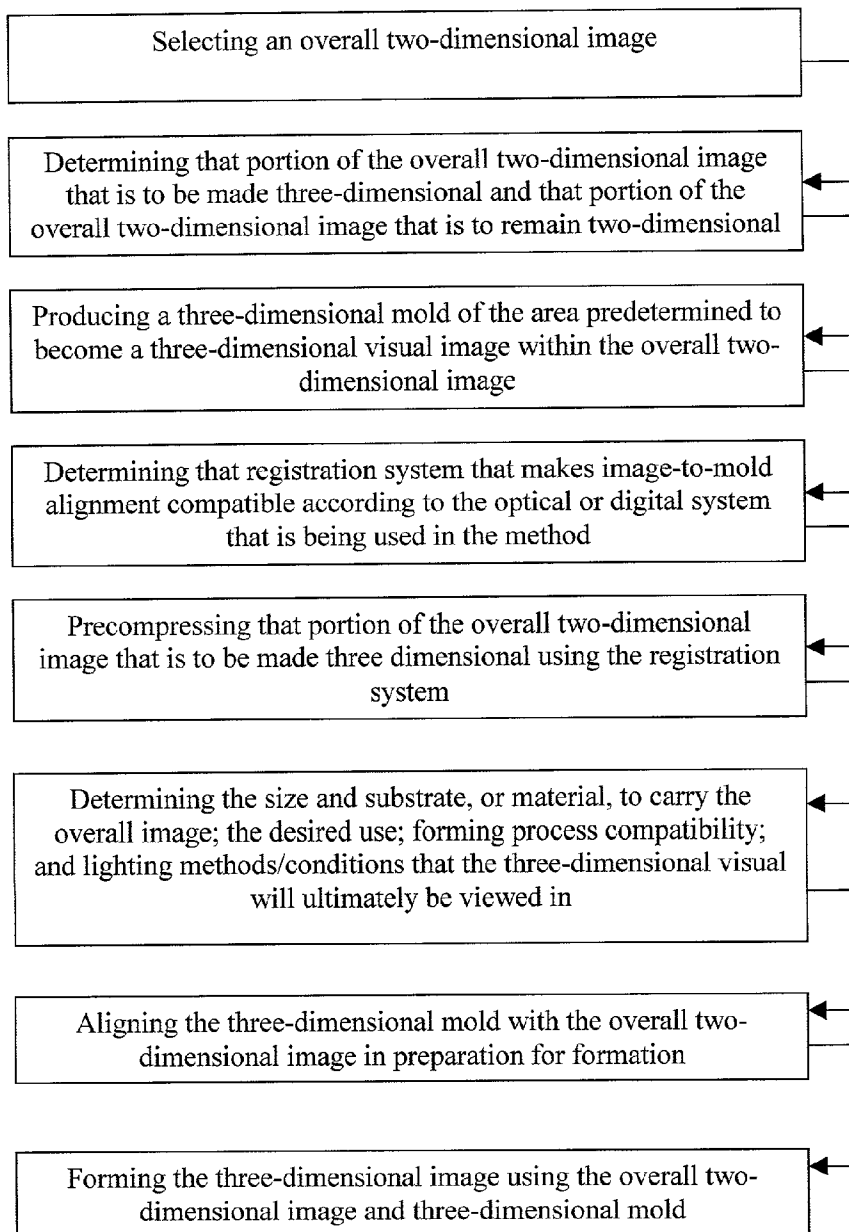 Selecting an overall two-dimensional image
Determining that portion of the overall two-dimensional image
that is to be made three-dimensional and that portion of the
overall two-dimensional image that is to remain two-dimensional
Producing a three-dimensional mold of the area predetermined to
become a three-dimensional visual image within the overall two-
dimensional image
Determining that registration system that makes image-to-mold
alignment compatible according to the optical or digital system
that is being used in the method
Precompressing that portion of the overall two-dimensional
image that is to be made three dimensional using the registration
system
Determining the size and substrate, or material, to carry the
overall image; the desired use; forming process compatibility;
and lighting methods/conditions that the three-dimensional visual
will ultimately be viewed in
Aligning the three-dimensional mold with the overall two-
dimensional image in preparation for formation
Forming the three-dimensional image using the overall two-
dimensional image and three-dimensional mold